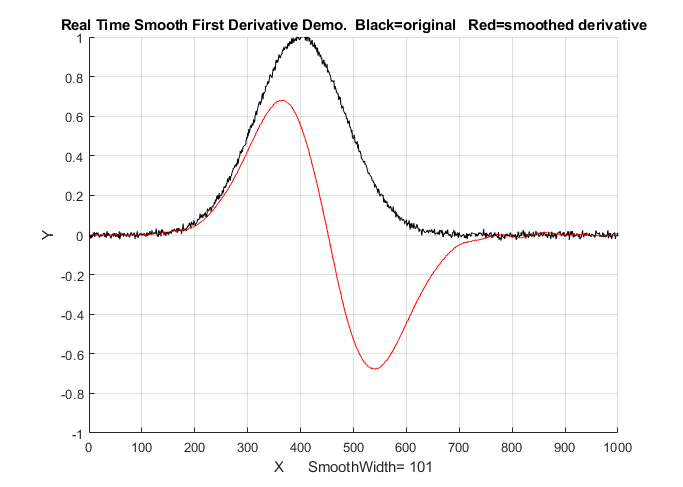 Real Time Smooth First Derivative Demo.  Black=original   Red=smoothed derivative
1
0.8
0.6
0.4
0.2
0
-0.2
-0.4
-0.6
-0.8
-1
Y
0 100 200 300 400 500 600 700 800 900 1000
X      SmoothWidth= 101